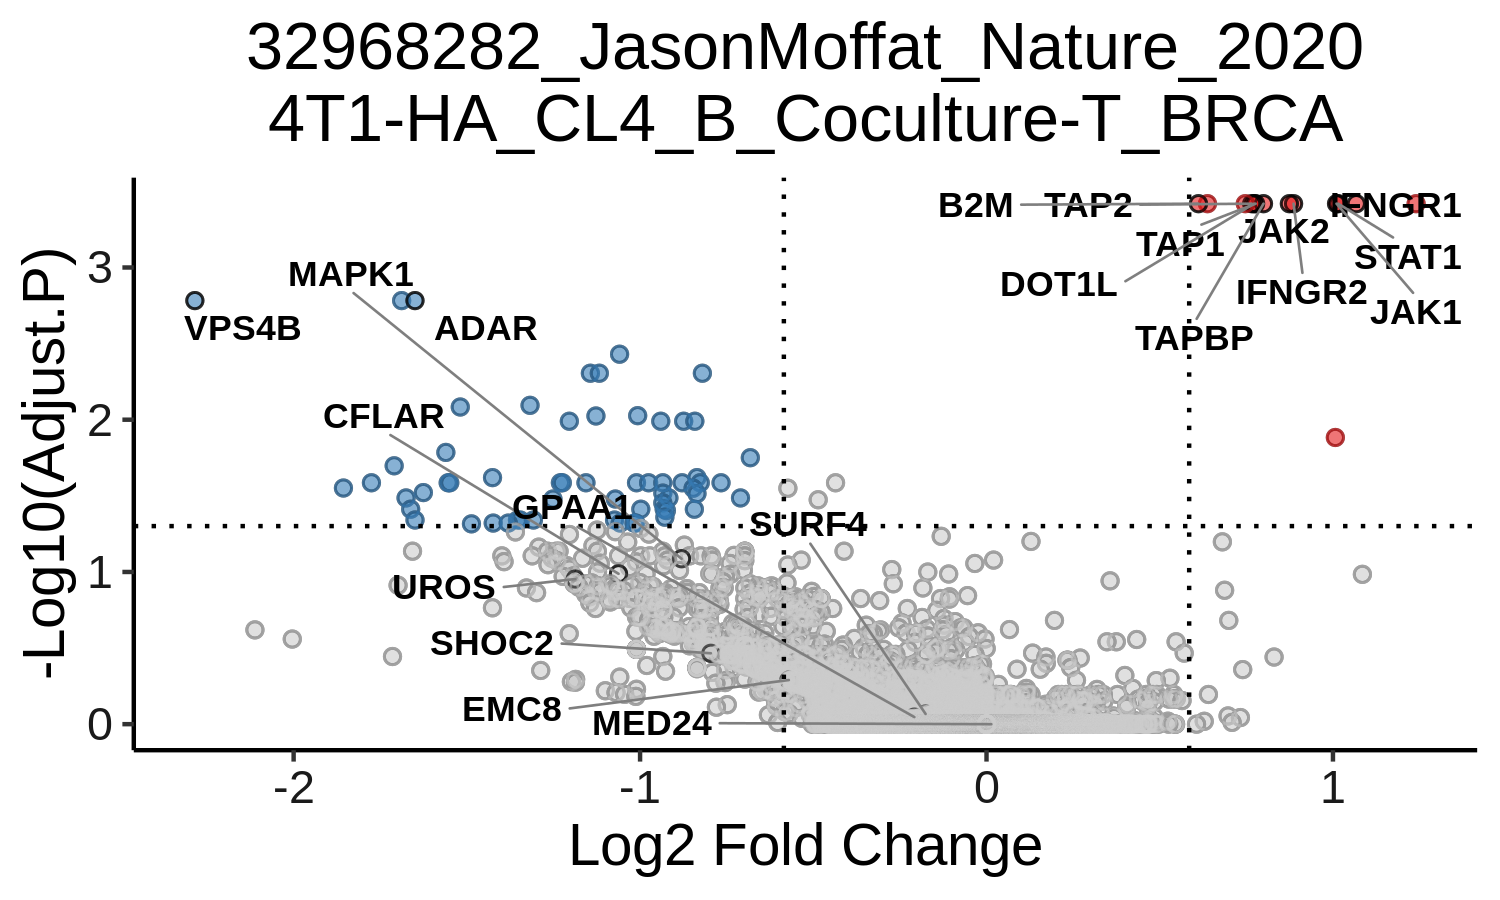 32968282_JasonMoffat_Nature_2020
4T1-HA_CL4_B_Coculture-T_BRCA
B2M
TAP2
IFNGR1
TAP1
JAK2
STAT1
DOT1L
IFNGR2
JAK1
TAPBP
MAPK1
VPS4B
ADAR
CFLAR
GPAA1
SURF4
UROS
SHOC2
EMC8
MED24
-Log10(Adjust.P)
3
2
1
0
-2
-1
0
1
Log2 Fold Change